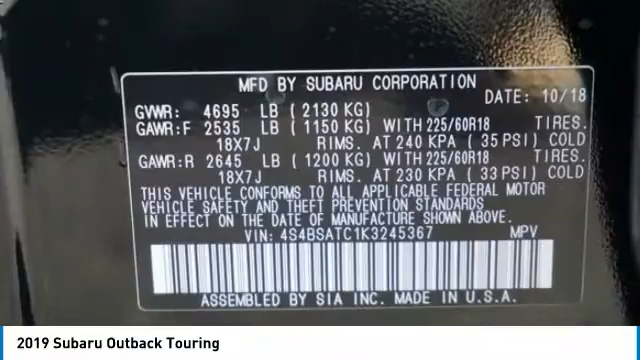 MFD BY SUBARU CORPORATION
DATE: 10/18
GVWR: 4695 LB ( 2130 KG)
GAWR:F 2535 LB ( 1150 KG) WITH 225/60R18 TIRES.
18X7J RIMS. AT 240 KPA ( 35 PSI) COLD
GAWR:R 2645 LB ( 1200 KG) WITH 225/60R18 TIRES.
18X7J RIMS. AT 230 KPA ( 33 PSI) COLD
THIS VEHICLE CONFORMS TO ALL APPLICABLE FEDERAL MOTOR
VEHICLE SAFETY AND THEFT PREVENTION STANDARDS
IN EFFECT ON THE DATE OF MANUFACTURE SHOWN ABOVE.
VIN: 4S4BSATC1K3245367 MPV
ASSEMBLED BY SIA INC. MADE IN U.S.A.
2019 Subaru Outback Touring